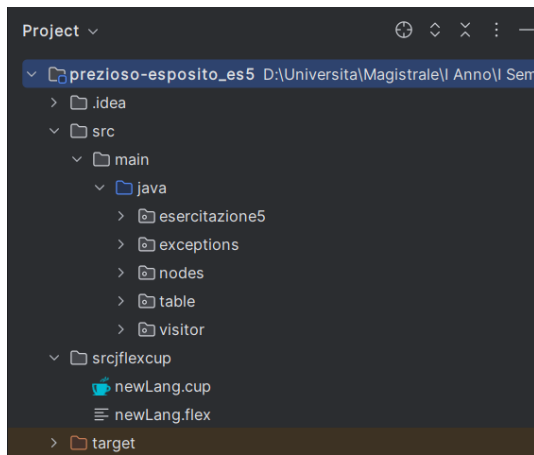 Project
prezioso-esposito_es5 D:\Universita\Magistrale\I Anno\I Sem
.idea
src
main
java
esercitazione5
exceptions
nodes
table
visitor
srcjflexcup
newLang.cup
newLang.flex
target